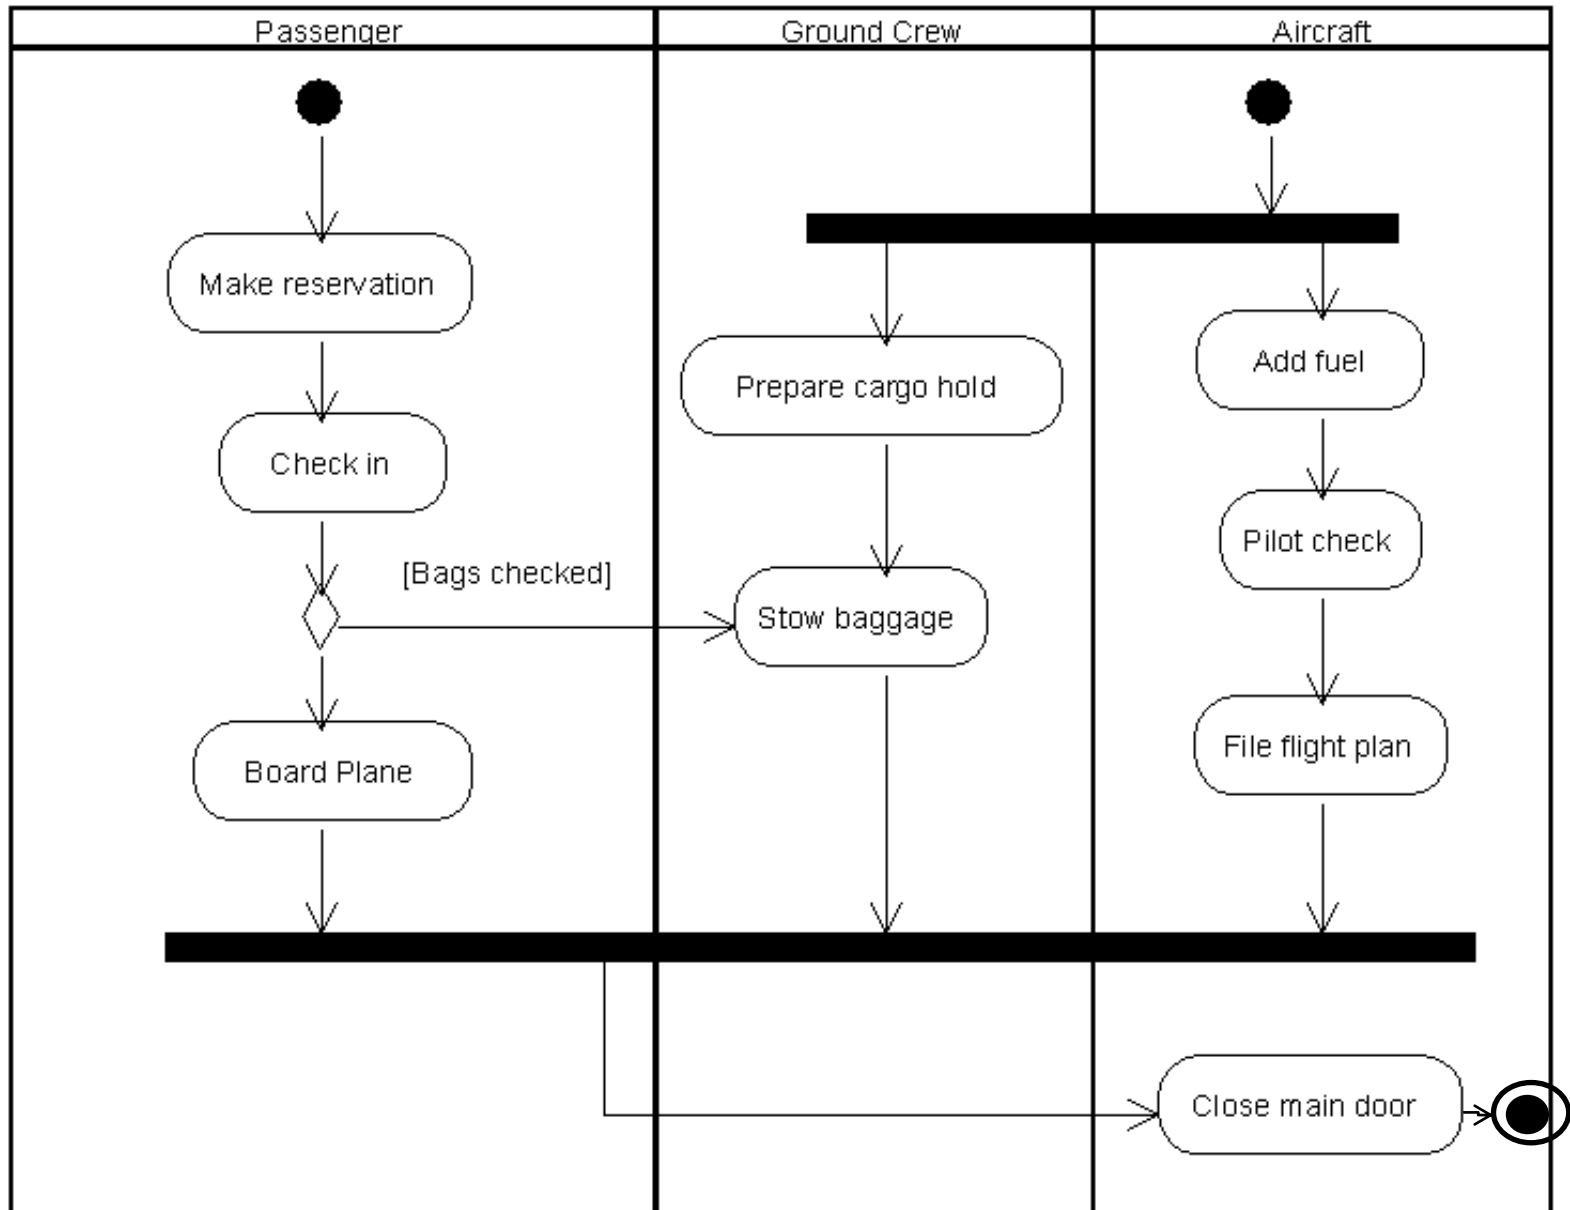 Passenger
Ground Crew
Aircraft
Make reservation
Add fuel
Prepare cargo hold
Check in
Pilot check
[Bags checked]
Stow baggage
File flight plan
Board Plane
Close main door